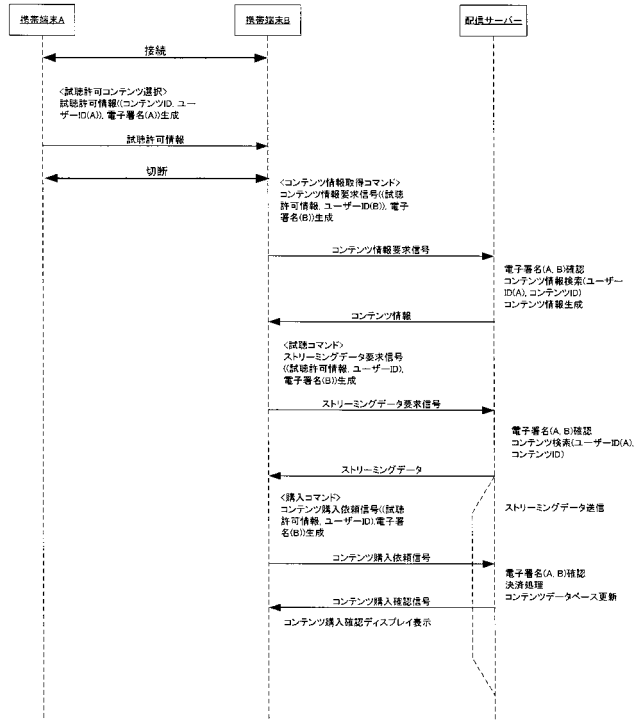 携帯端末A
携帯端末B
配信サーバー
接続
<試聴許可コンテンツ選択>
試聴許可情報((コンテンツID, ユー
ザーID(A)), 電子署名(A))生成
試聴許可情報
切断
<コンテンツ情報取得コマンド>
コンテンツ情報要求信号((試聴
許可情報, ユーザーID(B)), 電子
署名(B))生成
コンテンツ情報要求信号
電子署名(A, B)確認
コンテンツ情報検索(ユーザー
ID(A), コンテンツID)
コンテンツ情報生成
コンテンツ情報
<試聴コマンド>
ストリーミングデータ要求信号
((試聴許可情報, ユーザーID),
電子署名(B))生成
ストリーミングデータ要求信号
電子署名(A, B)確認
コンテンツ検索(ユーザーID(A),
コンテンツID)
ストリーミングデータ
<購入コマンド>
コンテンツ購入依頼信号((試聴
許可情報, ユーザーID),電子署
名(B))生成
ストリーミングデータ送信
コンテンツ購入依頼信号
電子署名(A, B)確認
決済処理
コンテンツデータベース更新
コンテンツ購入確認信号
コンテンツ購入確認ディスプレイ表示